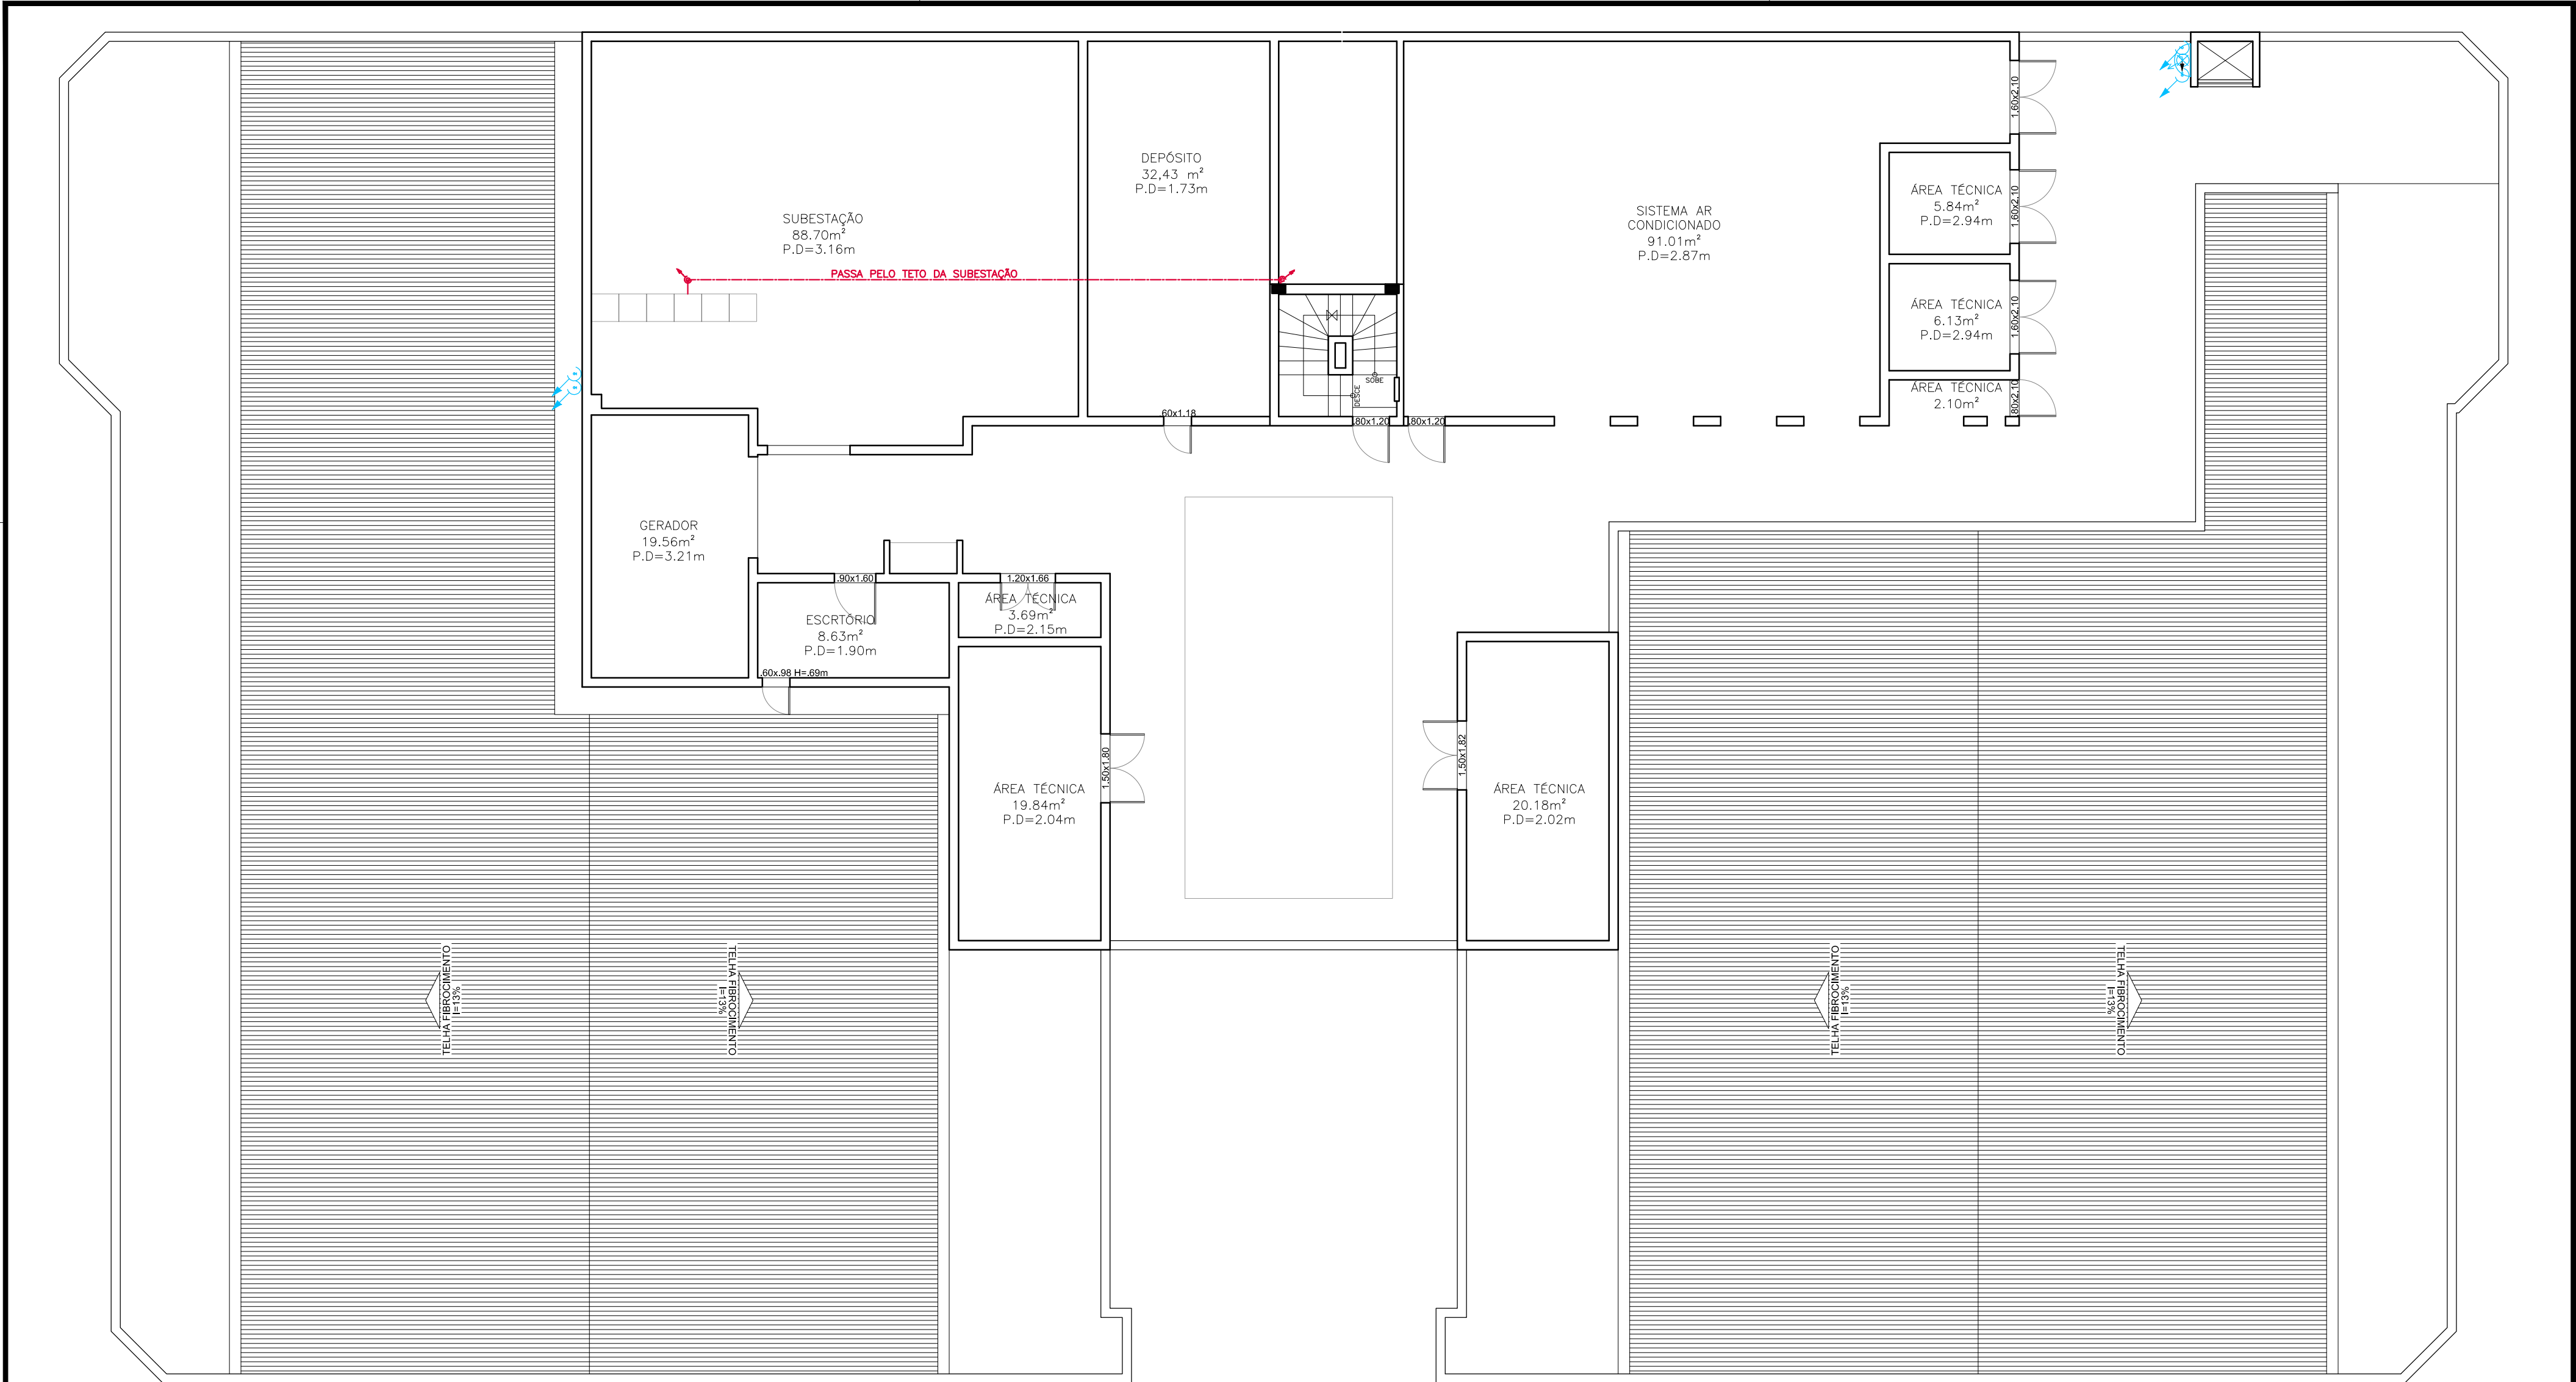 SUBESTAÇÃO
88.70m²
P.D=3.16m
DEPÓSITO
32,43 m²
P.D=1.73m
SISTEMA AR
CONDICIONADO
91.01m²
P.D=2.87m
1.60x2.10
ÁREA TÉCNICA
5.84m²
P.D=2.94m
1.60x2.10
PASSA PELO TETO DA SUBESTAÇÃO
ÁREA TÉCNICA
6.13m²
P.D=2.94m
1.60x2.10
SOBE
DESCE
ÁREA TÉCNICA
2.10m²
.80x2.10
.60x1.18
.80x1.20
.80x1.20
GERADOR
19.56m²
P.D=3.21m
.90x1.60
1.20x1.66
ESCRTÓRIO
8.63m²
P.D=1.90m
ÁREA TÉCNICA
3.69m²
P.D=2.15m
.60x.98 H=.69m
ÁREA TÉCNICA
19.84m²
P.D=2.04m
1.50x1.80
1.50x1.82
ÁREA TÉCNICA
20.18m²
P.D=2.02m
TELHA FIBROCIMENTO
I=13%
TELHA FIBROCIMENTO
I=13%
TELHA FIBROCIMENTO
I=13%
TELHA FIBROCIMENTO
I=13%